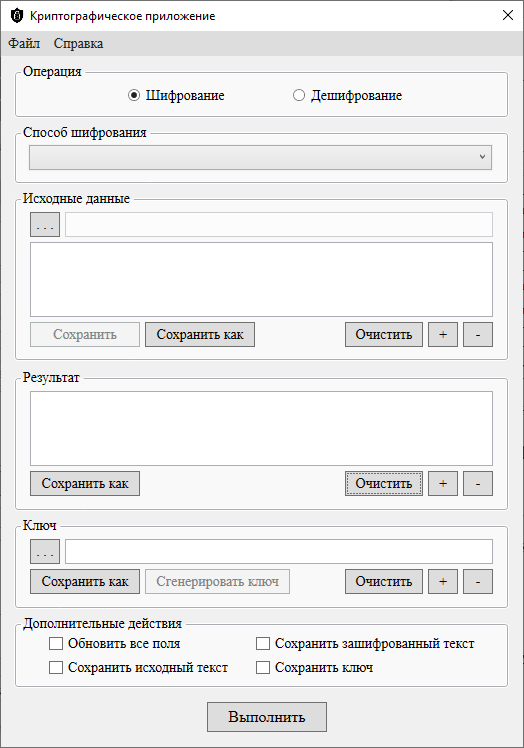 Криптографическое приложение
Файл Справка
Операция
Шифрование Дешифрование
Способ шифрования
Исходные данные
. . .
Сохранить Сохранить как Очистить + -
Результат
Сохранить как Очистить + -
Ключ
. . .
Сохранить как Сгенерировать ключ Очистить + -
Дополнительные действия
Обновить все поля Сохранить зашифрованный текст
Сохранить исходный текст Сохранить ключ
Выполнить